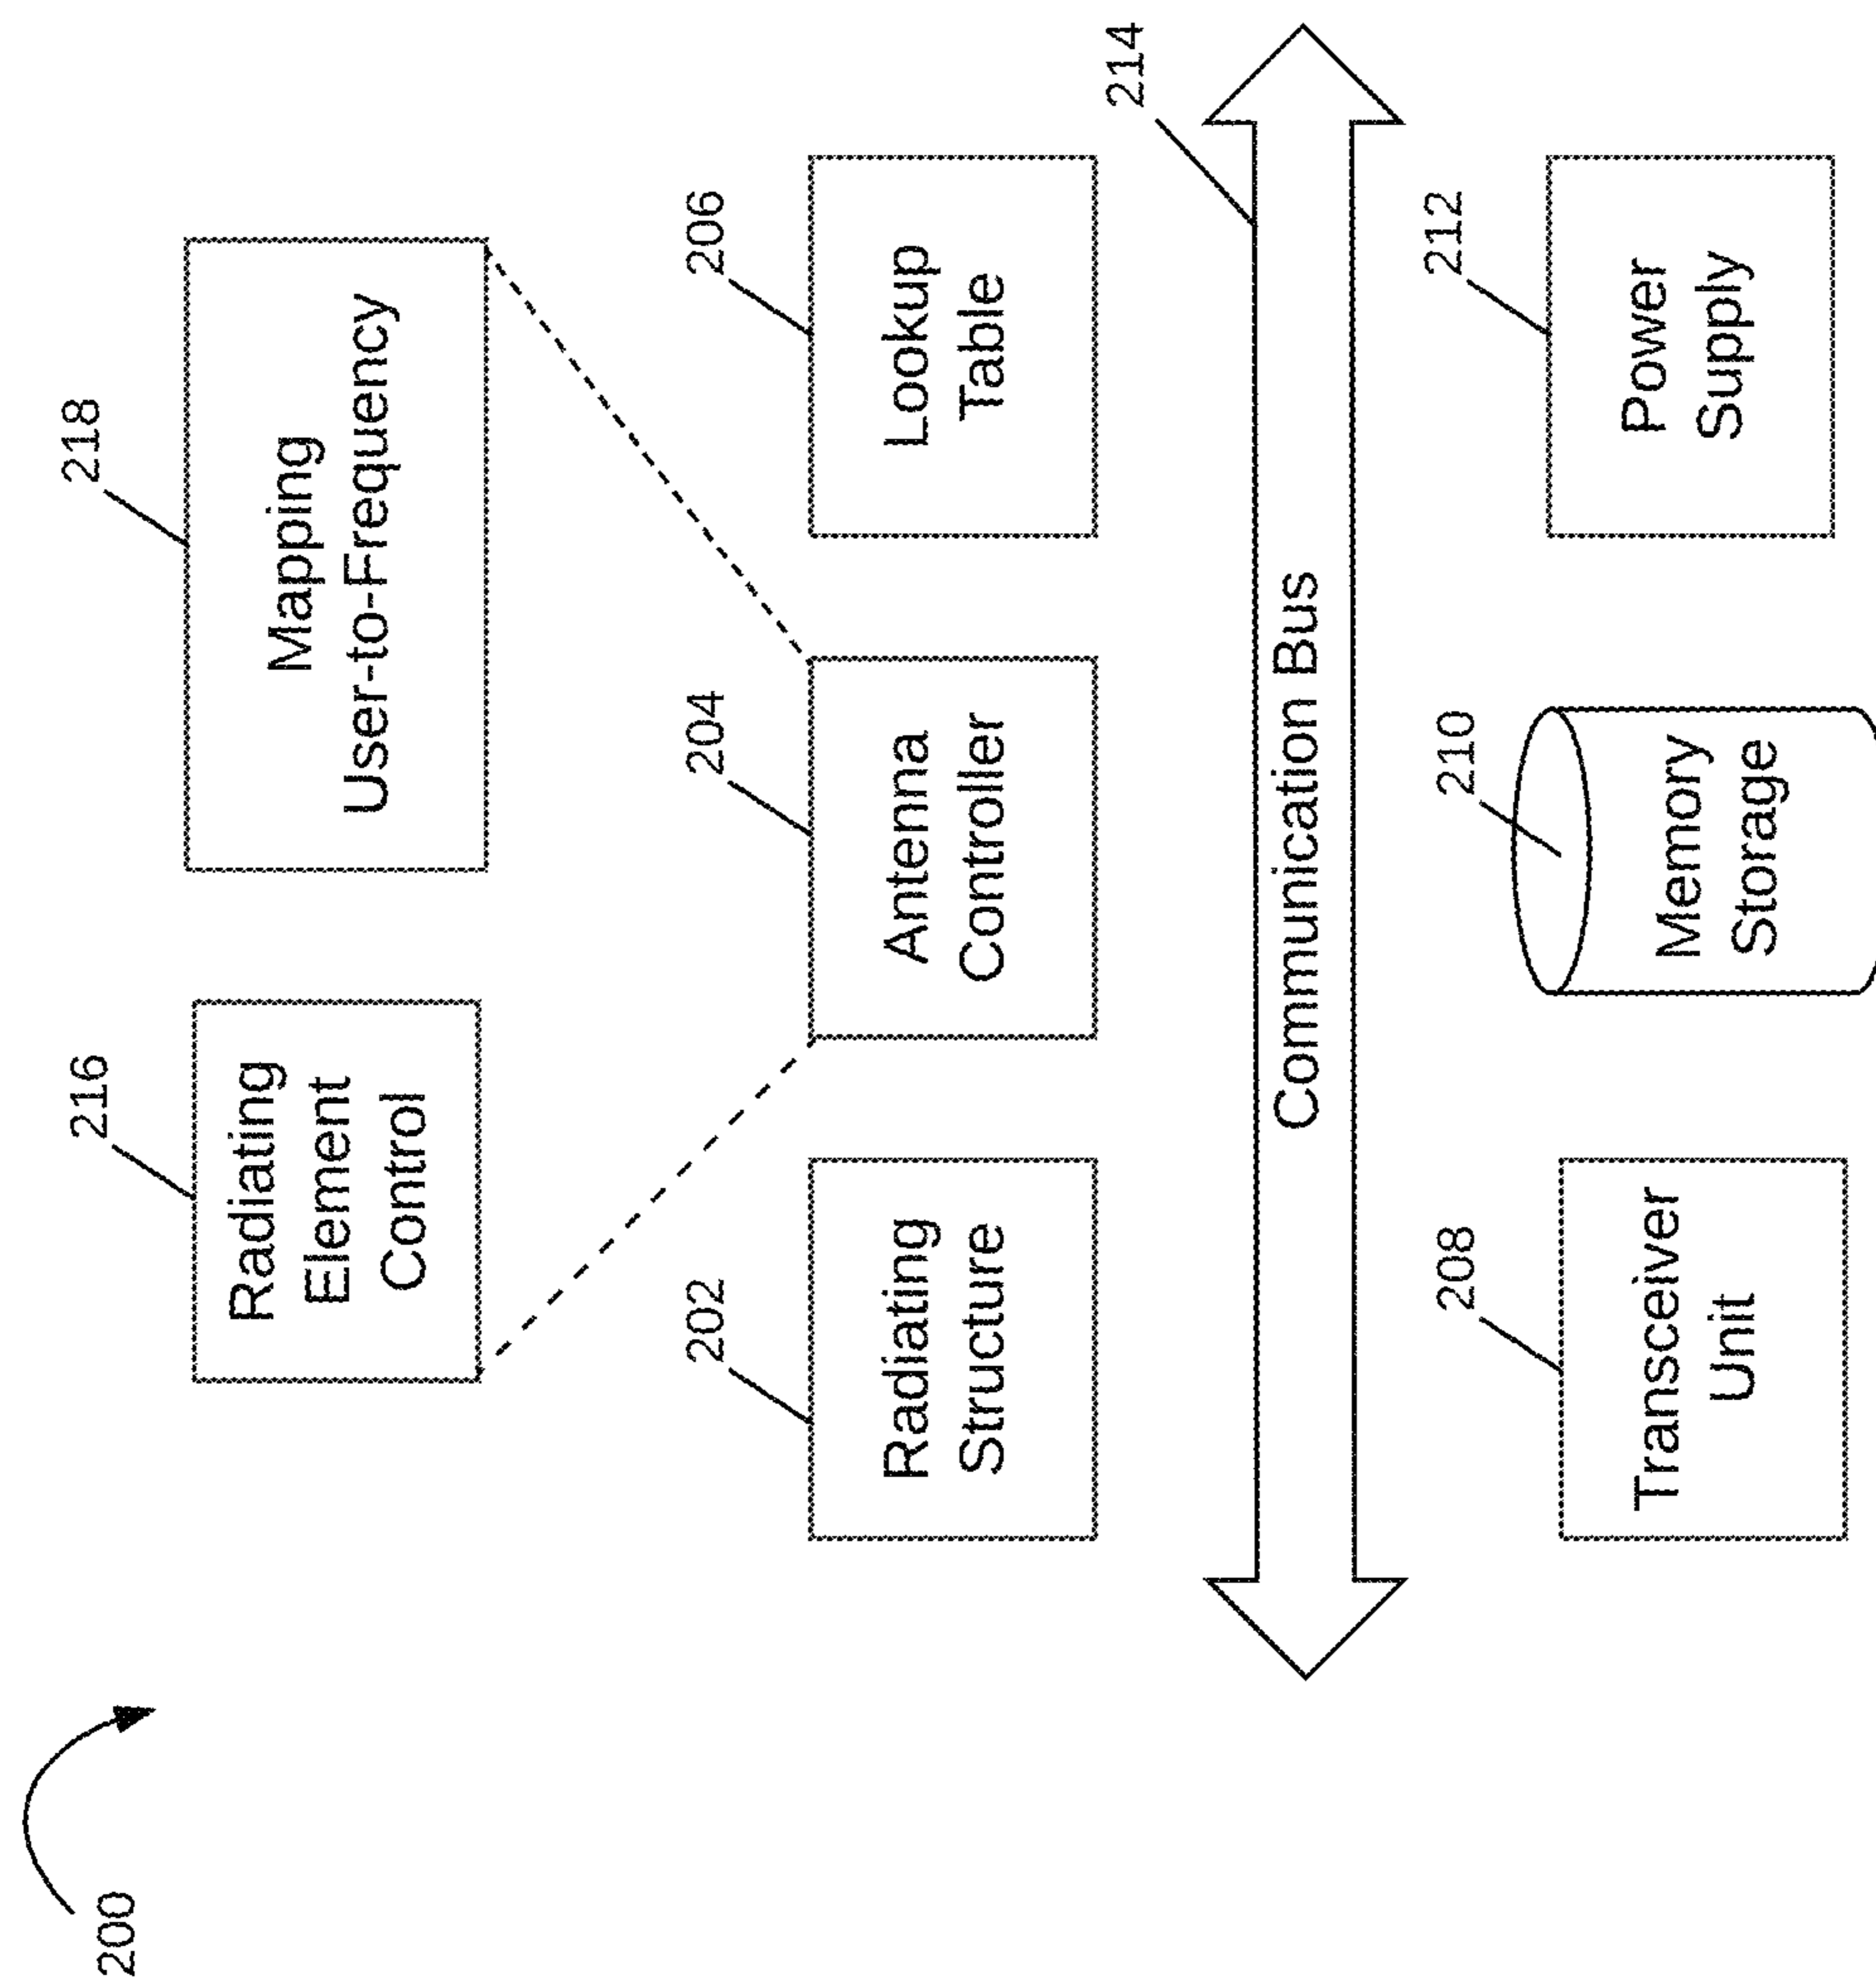 200
216
Radiating
Element
Control
218
Mapping
User-to-Frequency
202
Radiating
Structure
204
Antenna
Controller
206
Lookup
Table
214
Communication Bus
208
Transceiver
Unit
210
Memory
Storage
212
Power
Supply